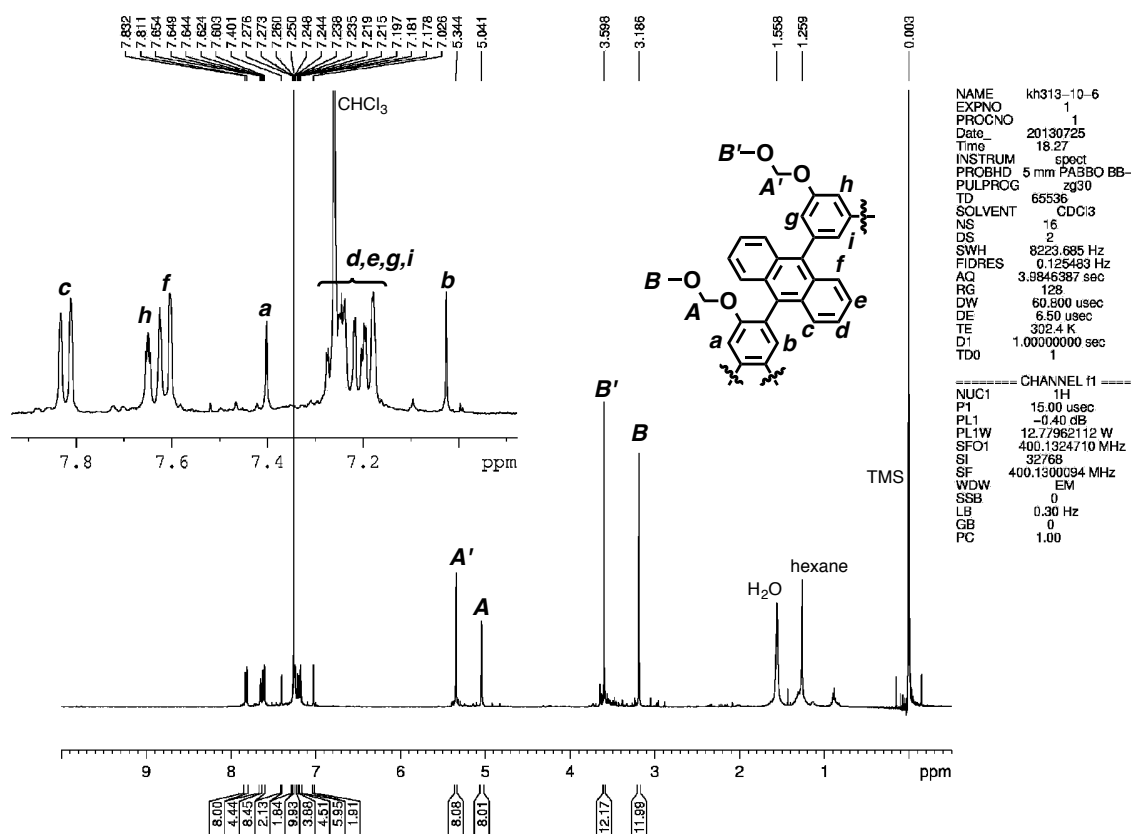 7.832
7.811
7.654
7.649
7.644
7.624
7.603
7.401
7.276
7.273
7.260
7.250
7.246
7.244
7.238
7.235
7.219
7.215
7.197
7.181
7.178
7.026
5.344
5.041
3.598
3.186
1.558
1.259
0.003
CHCl3
c
h
f
a
d,e,g,i
b
7.8 7.6 7.4 7.2 ppm
B'
O
A'
O
h
g
i
f
B
O
A
O
e
d
c
a
b
NAME kh313-10-6
EXPNO 1
PROCNO 1
Date_ 20130725
Time 18.27
INSTRUM spect
PROBHD 5 mm PABBO BB-
PULPROG zg30
TD 65536
SOLVENT CDCl3
NS 16
DS 2
SWH 8223.685 Hz
FIDRES 0.125483 Hz
AQ 3.9846387 sec
RG 128
DW 60.800 usec
DE 6.50 usec
TE 302.4 K
D1 1.00000000 sec
TD0 1
======== CHANNEL f1 ====
NUC1 1H
P1 15.00 usec
PL1 -0.40 dB
PL1W 12.77962112 W
SFO1 400.1324710 MHz
SI 32768
SF 400.1300094 MHz
WDW EM
SSB 0
LB 0.30 Hz
GB 0
PC 1.00
A'
A
B'
B
H2O
hexane
TMS
9 8 7 6 5 4 3 2 1 ppm
8.00
4.44
8.45
2.13
1.84
9.93
3.88
4.51
5.95
1.91
8.08
8.01
12.17
11.99